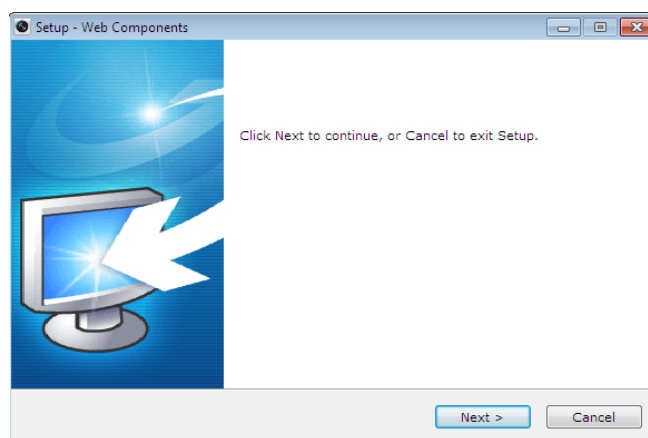 Setup - Web Components
Click Next to continue, or Cancel to exit Setup.
Next >
Cancel